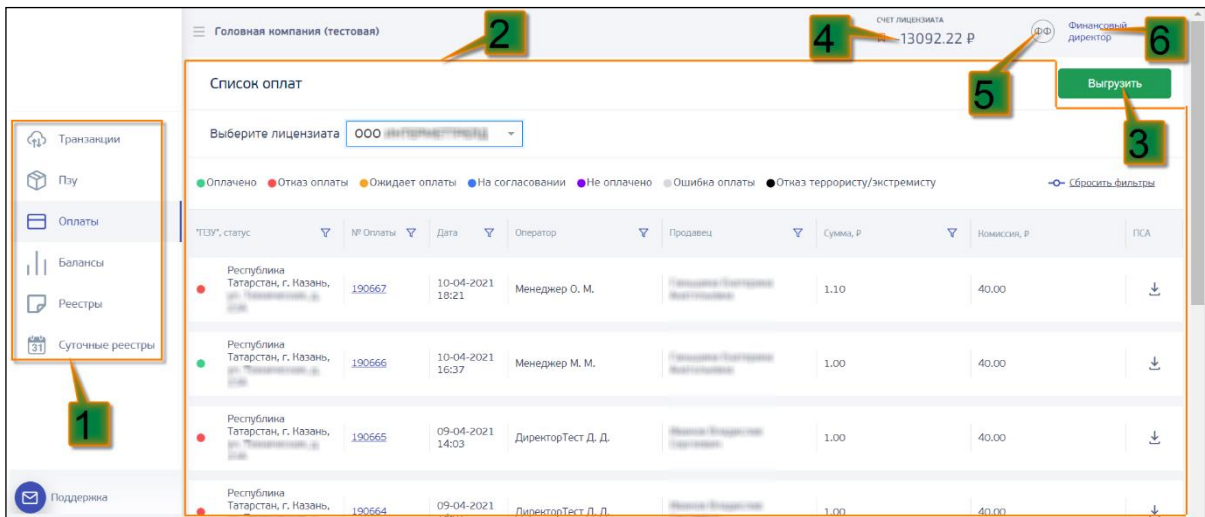 Головная компания (тестовая)
СЧЕТ ЛИЦЕНЗИАТА
-13092.22 ₽
ФФ
Финансовый
директор
1
2
3
4
5
6
Список оплат
Выгрузить
Выберите лицензиата ООО
Транзакции
Пзу
Оплаты
Балансы
Реестры
31 Суточные реестры
Поддержка
Оплачено Отказ оплаты Ожидает оплаты На согласовании Не оплачено Ошибка оплаты Отказ террористу/экстремисту
Сбросить фильтры
"ПЗУ", статус № Оплаты Дата Оператор Продавец Сумма, ₽ Комиссия, ₽ ПСА
Республика
Татарстан, г. Казань,
190667
10-04-2021
18:21
Менеджер О. М.
1.10
40.00
Республика
Татарстан, г. Казань,
190666
10-04-2021
16:37
Менеджер М. М.
1.00
40.00
Республика
Татарстан, г. Казань,
190665
09-04-2021
14:03
ДиректорТест Д. Д.
1.00
40.00
Республика
Татарстан, г. Казань,
190664
09-04-2021
ДиректорТест Д. Д.
1.00
40.00